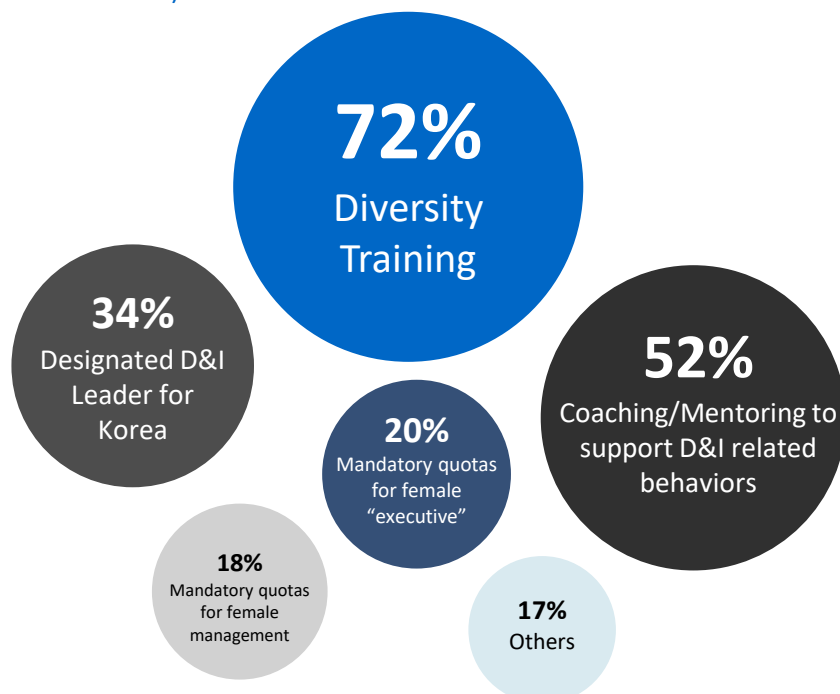 72%
Diversity
Training
34%
Designated D&I
Leader for
Korea
52%
Coaching/Mentoring to
support D&I related
behaviors
20%
Mandatory quotas
for female
“executive”
18%
Mandatory quotas
for female
management
17%
Others